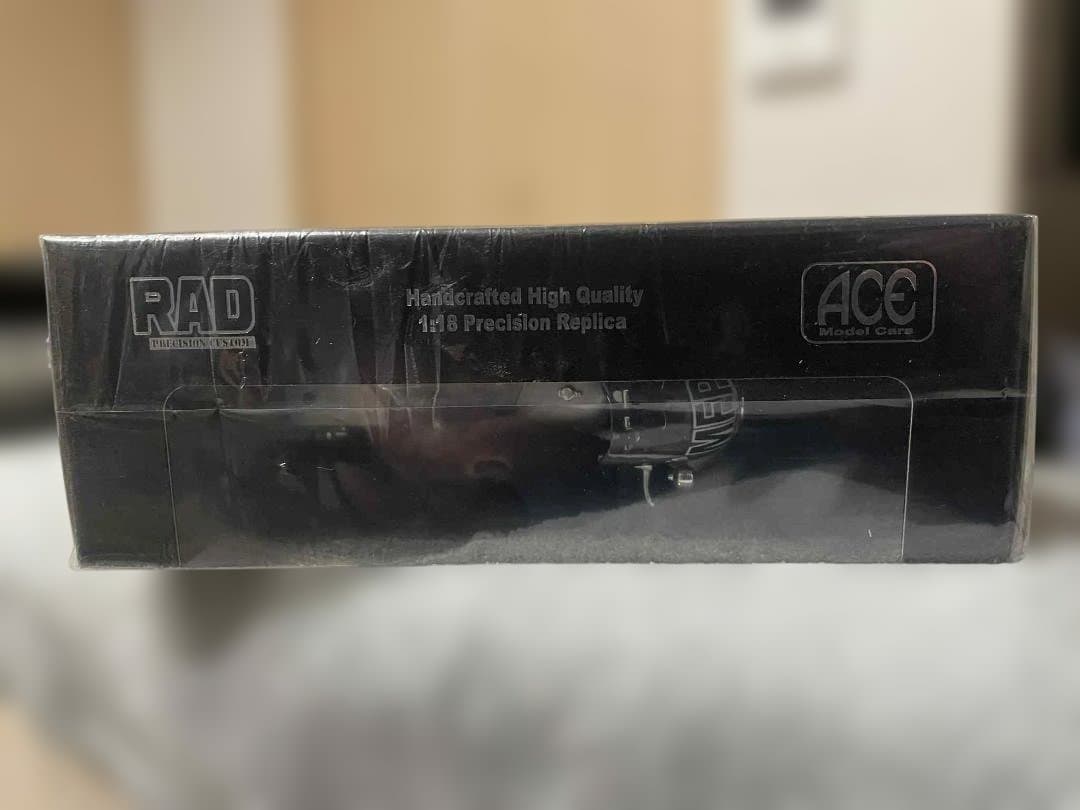 RAD
PRECISION CUSTOM
Handcrafted High Quality
1:18 Precision Replica
ACE
Model Cars